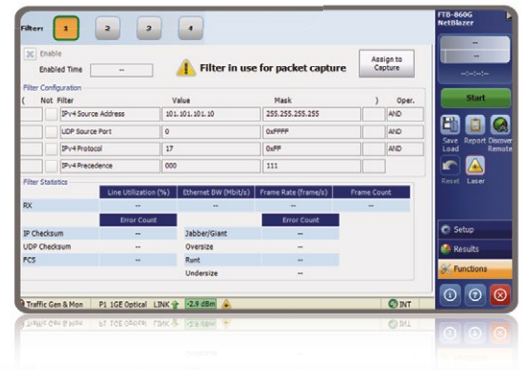 Filter: 1 2 3 4
FTB-860G
NetBlazer
Enable
Enabled Time --
Filter in use for packet capture
Assign to
Capture
Filter Configuration
( Not Filter Value Mask ) Oper.
IPv4 Source Address 101.101.101.10 255.255.255.255 AND
UDP Source Port 0 0xFFFF AND
IPv4 Protocol 17 0xFF AND
IPv4 Precedence 000 111
Filter Statistics
Line Utilization (%) Ethernet BW (Mbit/s) Frame Rate (frame/s) Frame Count
RX -- -- -- --
Error Count Error Count
IP Checksum -- Jabber/Giant --
UDP Checksum -- Oversize --
FCS -- Runt --
Undersize --
Traffic Gen & Mon P1 1GE Optical LINK -2.9 dBm INT
--
--
--:--:--
Start
Save
Load
Report
Discover
Remote
Reset
Laser
Setup
Results
Functions